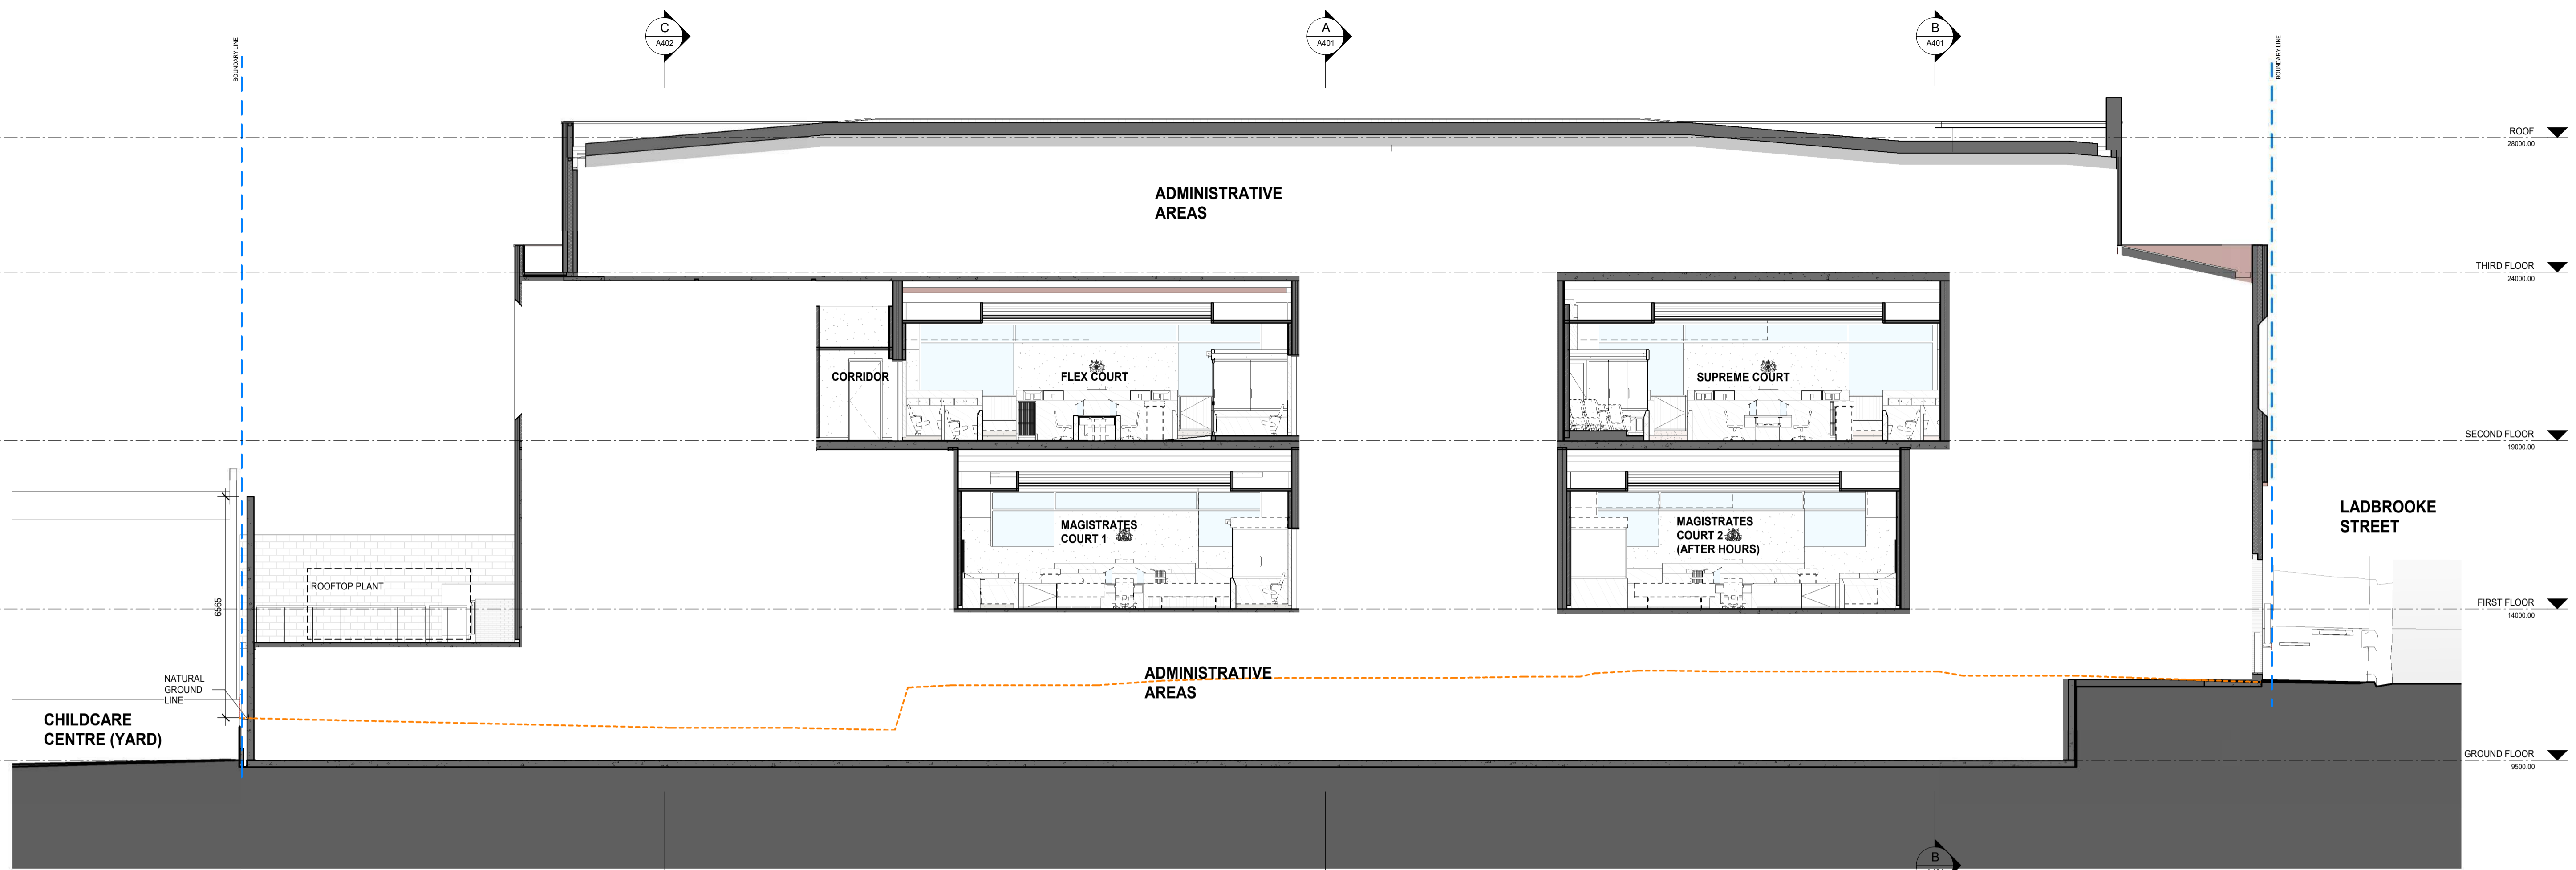 C
A402
A
A401
B
A401
BOUNDARY LINE
BOUNDARY LINE
ROOF
28000.00
ADMINISTRATIVE
AREAS
THIRD FLOOR
24000.00
CORRIDOR
FLEX COURT
SUPREME COURT
SECOND FLOOR
19000.00
LADBROOKE
STREET
MAGISTRATES
COURT 1
MAGISTRATES
COURT 2
(AFTER HOURS)
ROOFTOP PLANT
6565
FIRST FLOOR
14000.00
ADMINISTRATIVE
AREAS
NATURAL
GROUND
LINE
CHILDCARE
CENTRE (YARD)
GROUND FLOOR
9500.00
B